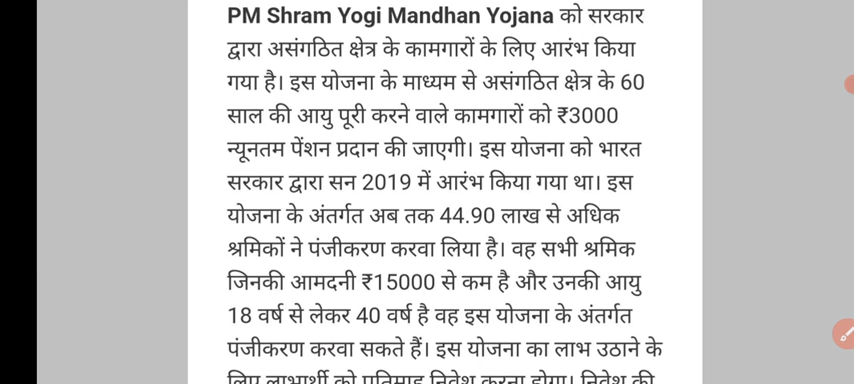 PM Shram Yogi Mandhan Yojana को सरकार
द्वारा असंगठित क्षेत्र के कामगारों के लिए आरंभ किया
गया है। इस योजना के माध्यम से असंगठित क्षेत्र के 60
साल की आयु पूरी करने वाले कामगारों को ₹3000
न्यूनतम पेंशन प्रदान की जाएगी। इस योजना को भारत
सरकार द्वारा सन 2019 में आरंभ किया गया था। इस
योजना के अंतर्गत अब तक 44.90 लाख से अधिक
श्रमिकों ने पंजीकरण करवा लिया है। वह सभी श्रमिक
जिनकी आमदनी ₹15000 से कम है और उनकी आयु
18 वर्ष से लेकर 40 वर्ष है वह इस योजना के अंतर्गत
पंजीकरण करवा सकते हैं। इस योजना का लाभ उठाने के
लिए लाभार्थी को प्रतिमाह निवेश करना होगा। निवेश की